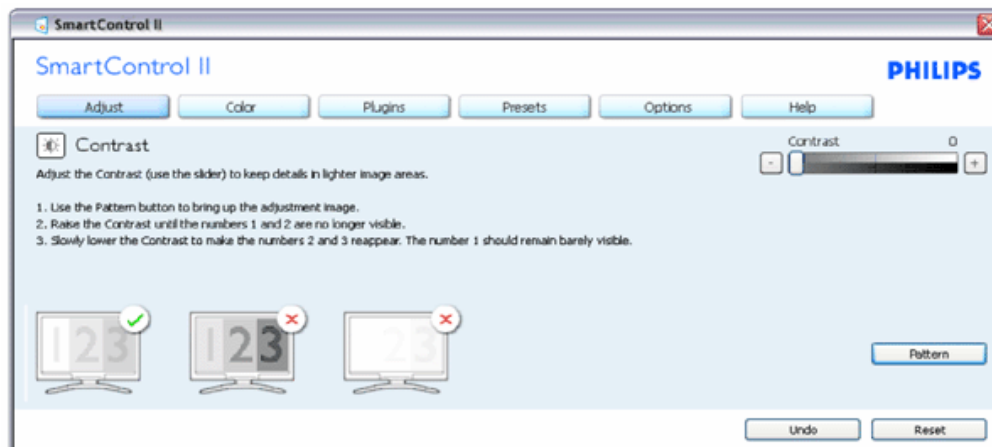 SmartControl II
SmartControl II
PHILIPS
Adjust Color Plugins Presets Options Help
Contrast
Contrast 0
- +
Adjust the Contrast (use the slider) to keep details in lighter image areas.
1. Use the Pattern button to bring up the adjustment image.
2. Raise the Contrast until the numbers 1 and 2 are no longer visible.
3. Slowly lower the Contrast to make the numbers 2 and 3 reappear. The number 1 should remain barely visible.
123 123 23
Pattern
Undo Reset